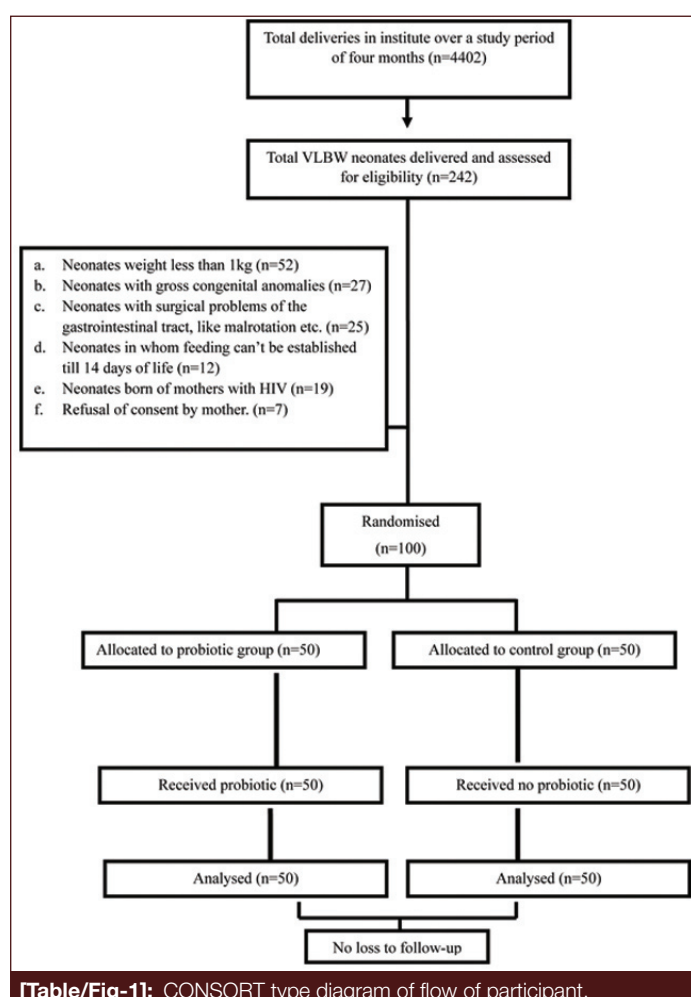 Total deliveries in institute over a study period
of four months (n=4402)
Total VLBW neonates delivered and assessed
for eligibility (n=242)
a. Neonates weight less than 1kg (n=52)
b. Neonates with gross congenital anomalies (n=27)
c. Neonates with surgical problems of the
gastrointestinal tract, like malrotation etc. (n=25)
d. Neonates in whom feeding can't be established
till 14 days of life (n=12)
e. Neonates born of mothers with HIV (n=19)
f. Refusal of consent by mother. (n=7)
Randomised
(n=100)
Allocated to probiotic group (n=50)
Allocated to control group (n=50)
Received probiotic (n=50)
Received no probiotic (n=50)
Analysed (n=50)
Analysed (n=50)
No loss to follow-up
[Table/Fig-1]: CONSORT type diagram of flow of participant.